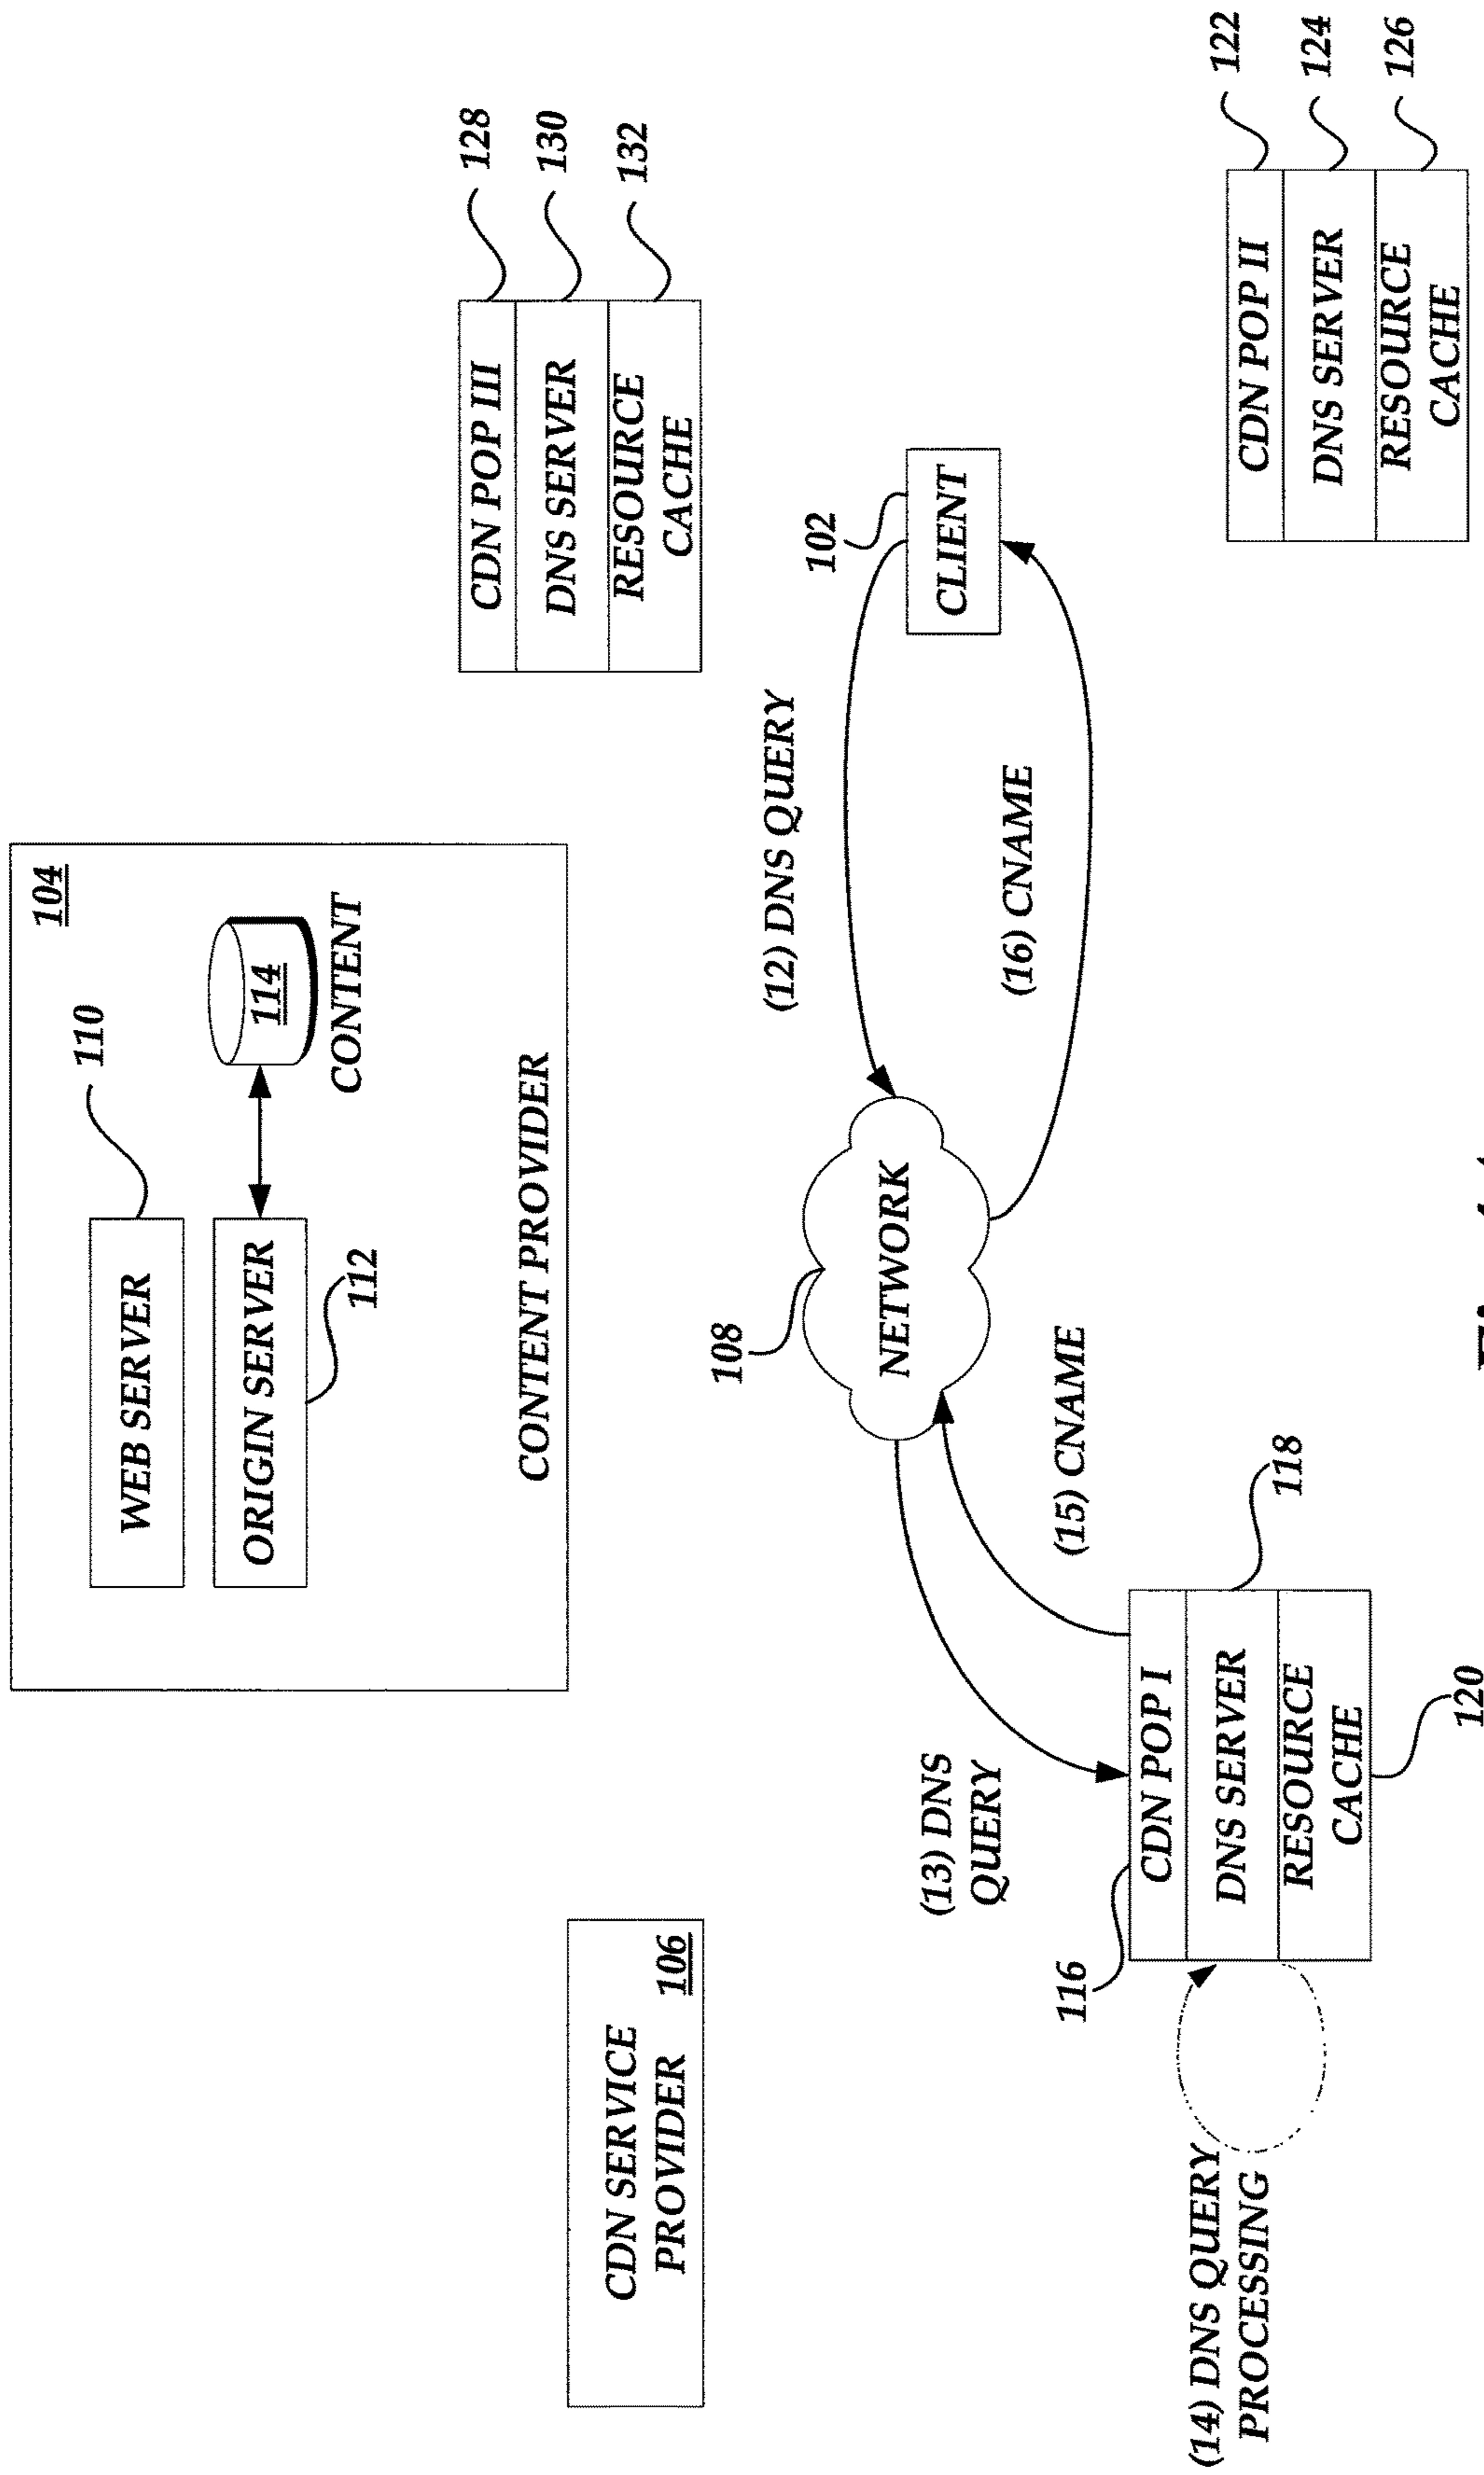 104
WEB SERVER
110
ORIGIN SERVER
114
112
CONTENT
CONTENT PROVIDER
CDN SERVICE
PROVIDER
106
CDN POP III
128
DNS SERVER
130
RESOURCE
CACHE
132
108
NETWORK
(12) DNS QUERY
102
CLIENT
(16) CNAME
(13) DNS
QUERY
(15) CNAME
116
CDN POP I
DNS SERVER
118
RESOURCE
CACHE
120
(14) DNS QUERY
PROCESSING
CDN POP II
122
DNS SERVER
124
RESOURCE
CACHE
126